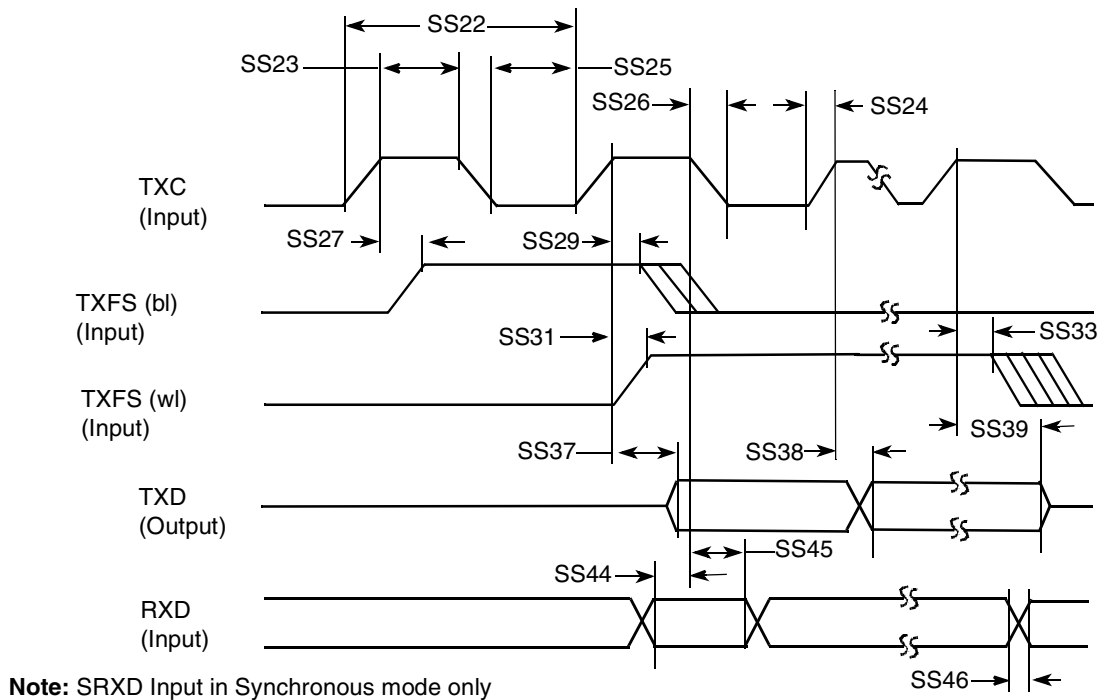 SS22
SS23
SS25
SS26
SS24
TXC
(Input)
SS27
SS29
TXFS (bl)
(Input)
SS31
SS33
TXFS (wl)
(Input)
SS39
SS37
SS38
TXD
(Output)
SS45
SS44
RXD
(Input)
SS46
Note: SRXD Input in Synchronous mode only